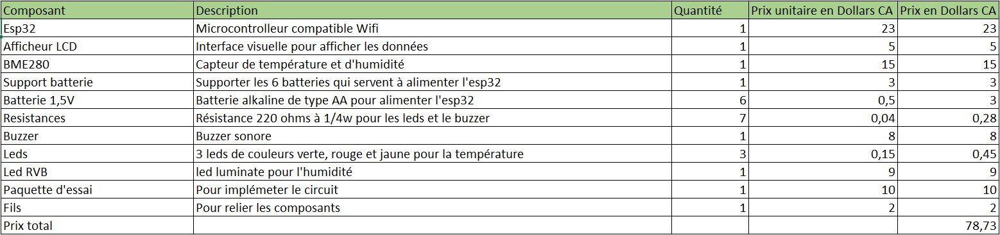 Composant Description Quantité Prix unitaire en Dollars CA Prix en Dollars CA
Esp32 Microcontrolleur compatible Wifi 1 23 23
Afficheur LCD Interface visuelle pour afficher les données 1 5 5
BME280 Capteur de température et d'humidité 1 15 15
Support batterie Supporter les 6 batteries qui servent à alimenter l'esp32 1 3 3
Batterie 1,5V Batterie alkaline de type AA pour alimenter l'esp32 6 0,5 3
Resistances Résistance 220 ohms à 1/4w pour les leds et le buzzer 7 0,04 0,28
Buzzer Buzzer sonore 1 8 8
Leds 3 leds de couleurs verte, rouge et jaune pour la température 3 0,15 0,45
Led RVB led luminate pour l'humidité 1 9 9
Paquette d'essai Pour implémeter le circuit 1 10 10
Fils Pour relier les composants 1 2 2
Prix total 78,73